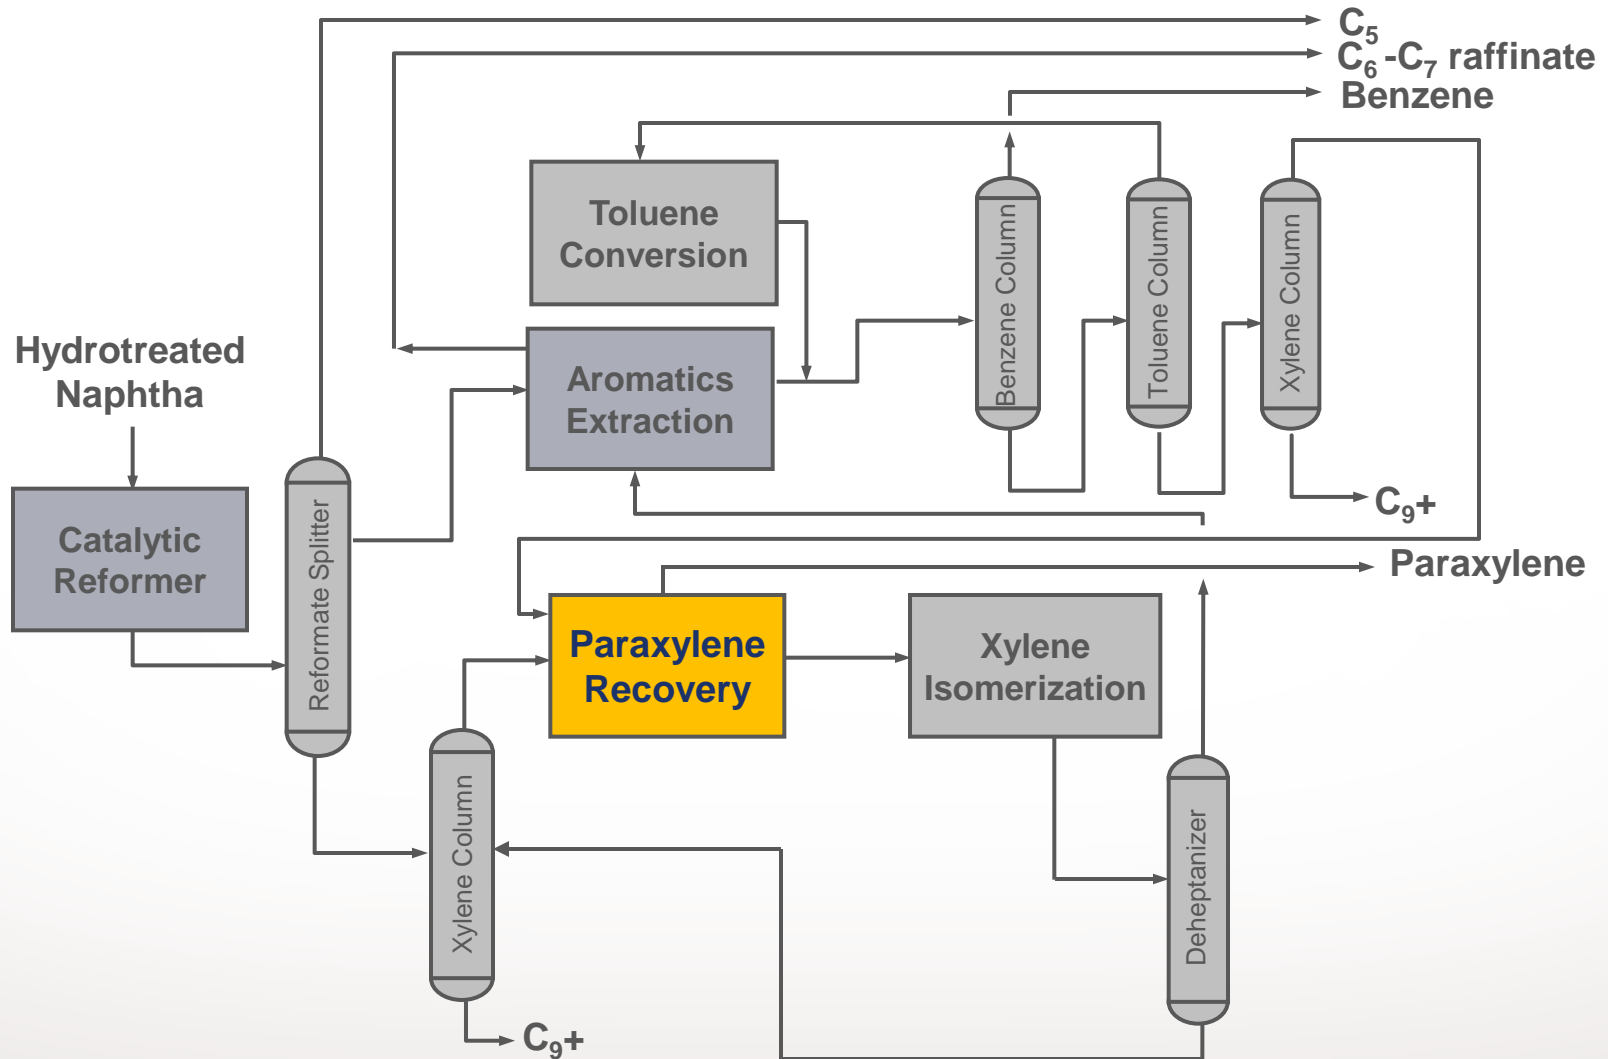 C₅
C₆-C₇ raffinate
Benzene
Toluene
Conversion
Benzene Column
Toluene Column
Xylene Column
Hydrotreated
Naphtha
Aromatics
Extraction
Catalytic
Reformer
Reformate Splitter
C₉+
Paraxylene
Paraxylene
Recovery
Xylene
Isomerization
Xylene Column
Deheptanizer
C₉+